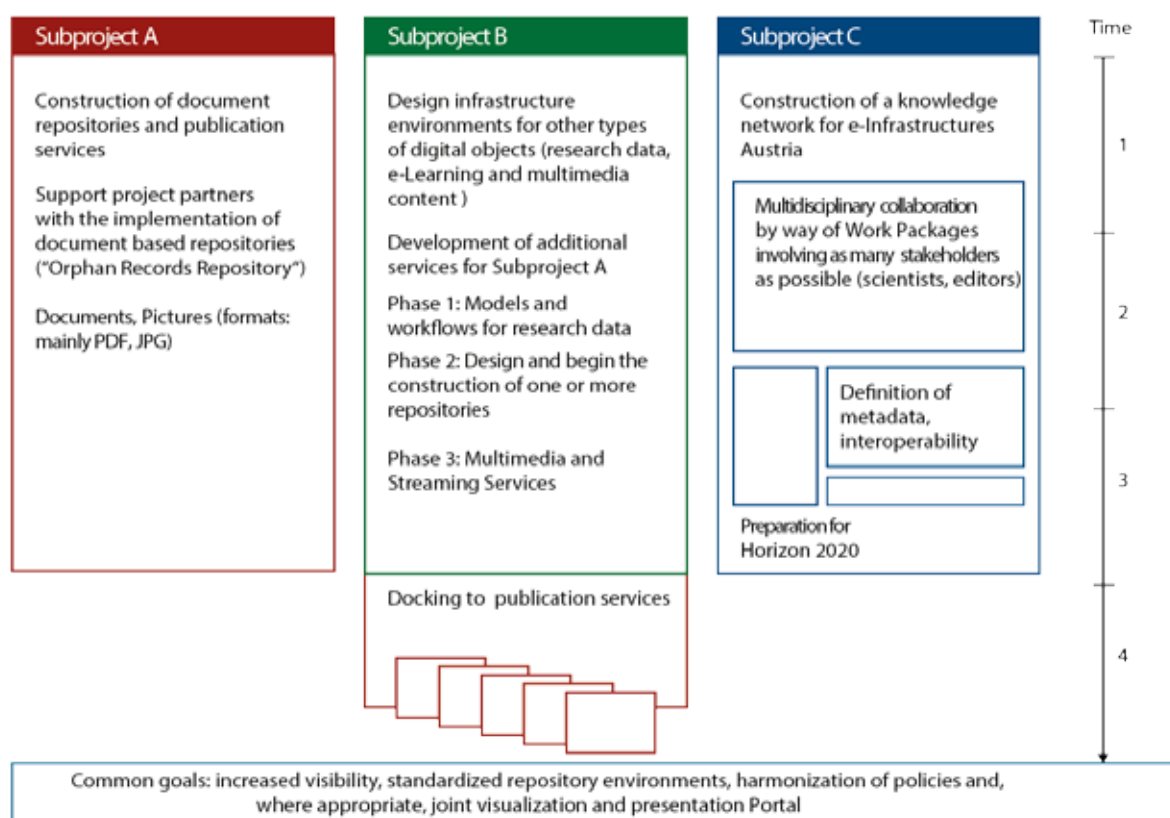 Subproject A
Construction of document
repositories and publication
services
Support project partners
with the implementation of
document based repositories
("Orphan Records Repository")
Documents, Pictures (formats:
mainly PDF, JPG)
Subproject B
Design infrastructure
environments for other types
of digital objects (research data,
e-Learning and multimedia
content )
Development of additional
services for Subproject A
Phase 1: Models and
workflows for research data
Phase 2: Design and begin the
construction of one or more
repositories
Phase 3: Multimedia and
Streaming Services
Docking to publication services
Subproject C
Construction of a knowledge
network for e-Infrastructures
Austria
Multidisciplinary collaboration
by way of Work Packages
involving as many stakeholders
as possible (scientists, editors)
Definition of
metadata,
interoperability
Preparation for
Horizon 2020
Time
1
2
3
4
Common goals: increased visibility, standardized repository environments, harmonization of policies and,
where appropriate, joint visualization and presentation Portal